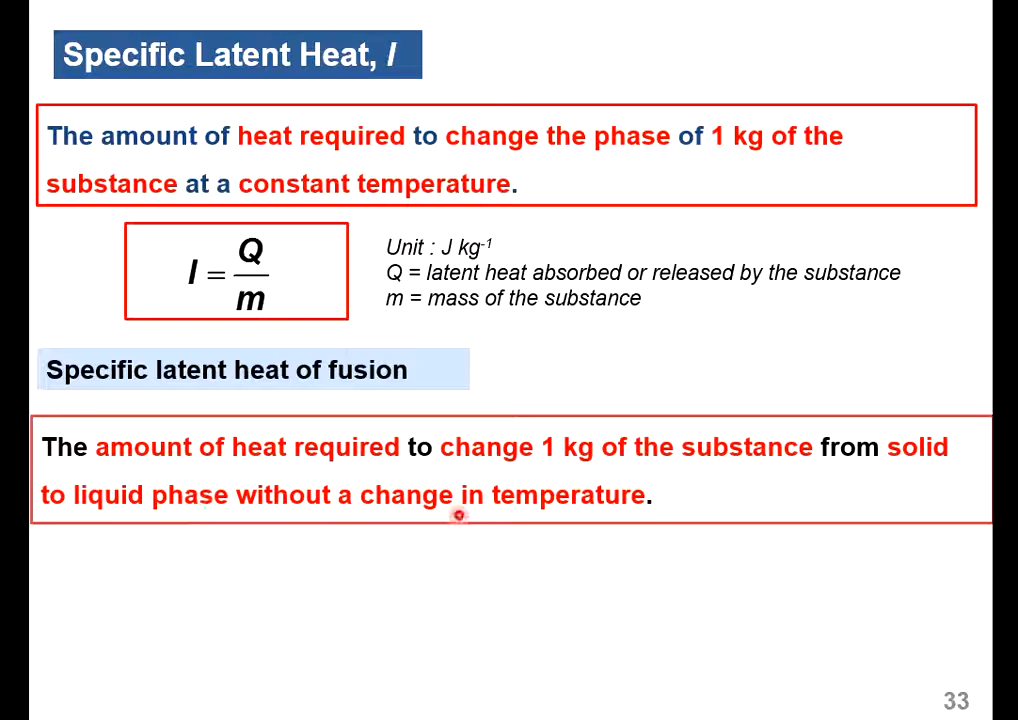 Specific Latent Heat, l
The amount of heat required to change the phase of 1 kg of the
substance at a constant temperature.
l = Q/m
Unit : J kg⁻¹
Q = latent heat absorbed or released by the substance
m = mass of the substance
Specific latent heat of fusion
The amount of heat required to change 1 kg of the substance from solid
to liquid phase without a change in temperature.
33